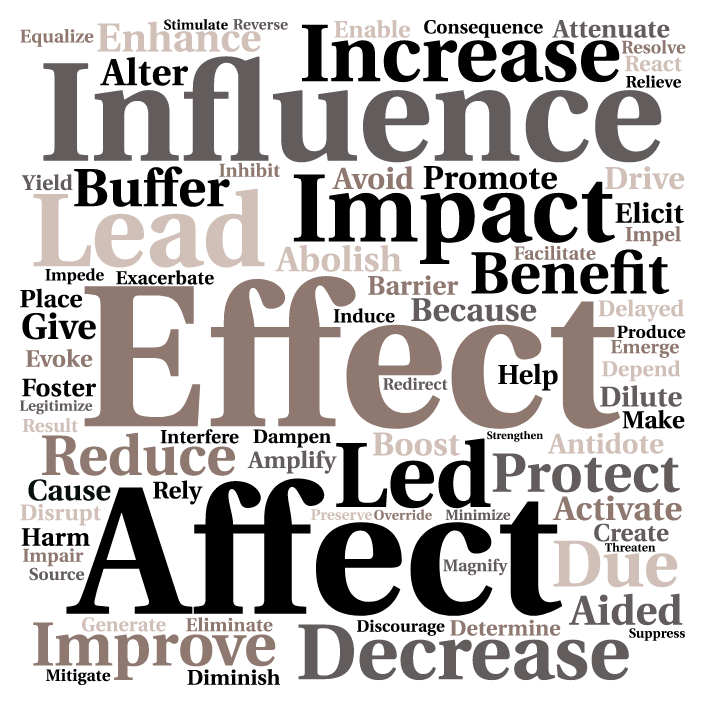 Stimulate Reverse
Equalize Enhance Enable Consequence Attenuate
Increase Resolve
Alter React
Relieve
Influence
Inhibit
Yield Buffer Avoid Promote Drive
Impact Elicit
Lead Impel
Abolish Facilitate
Impede Exacerbate Barrier Benefit
Place Because Delayed
Give Induce Produce
Effect Emerge
Evoke Depend
Foster Redirect Help Dilute
Legitimize Make
Result
Interfere Dampen Strengthen
Reduce Amplify Boost Antidote
Led Protect
Cause Rely
Disrupt Preserve Override Minimize Activate
Harm Create
Affect Threaten
Impair Due
Source Magnify
Aided
Generate Eliminate Discourage Determine Suppress
Improve Decrease
Mitigate Diminish